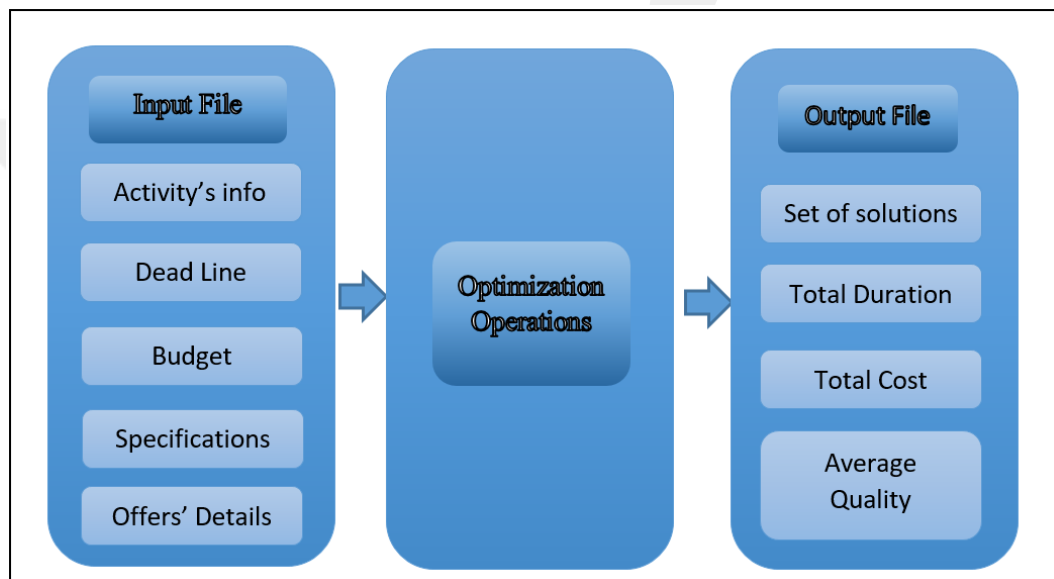 Input File
Activity’s info
Dead Line
Budget
Specifications
Offers’ Details
Optimization
Operations
Output File
Set of solutions
Total Duration
Total Cost
Average
Quality